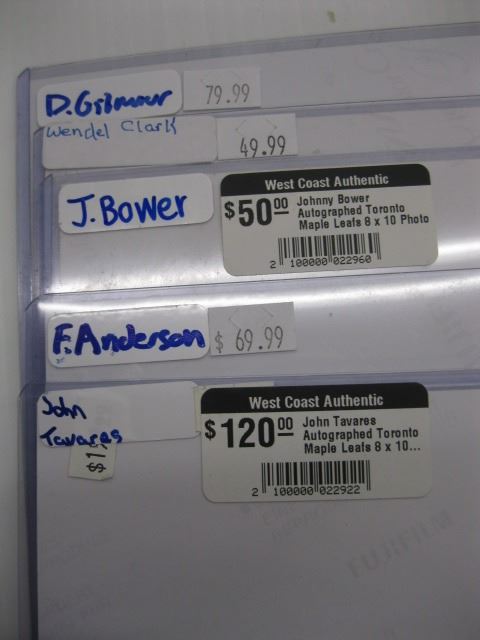 D. Gilmour 79.99
Wendel Clark
49.99
J. Bower
West Coast Authentic
$50 00 Johnny Bower
Autographed Toronto
Maple Leafs 8 x 10 Photo
2 100000 022960
F. Anderson $ 69.99
John
Tavares
$1
West Coast Authentic
$120 00 John Tavares
Autographed Toronto
Maple Leafs 8 x 10...
2 100000 022922
FUJIFILM